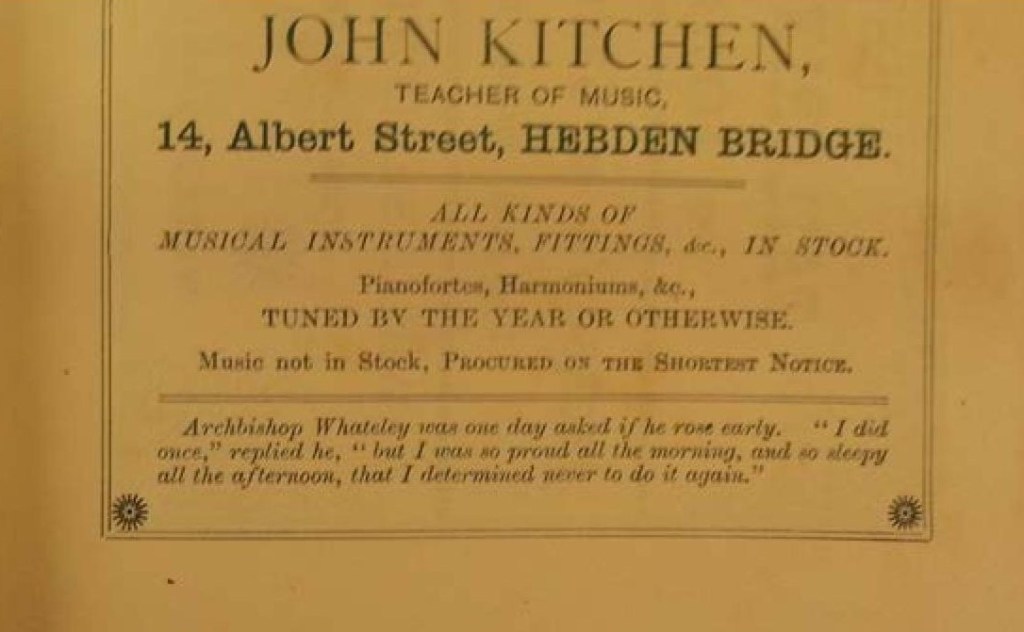 JOHN KITCHEN,
TEACHER OF MUSIC,
14, Albert Street, HEBDEN BRIDGE.
ALL KINDS OF
MUSICAL INSTRUMENTS, FITTINGS, &c., IN STOCK.
Pianofortes, Harmoniums, &c.,
TUNED BY THE YEAR OR OTHERWISE.
Music not in Stock, PROCURED ON THE SHORTEST NOTICE.
Archbishop Whateley was one day asked if he rose early. “I did
once,” replied he, “but I was so proud all the morning, and so sleepy
all the afternoon, that I determined never to do it again.”